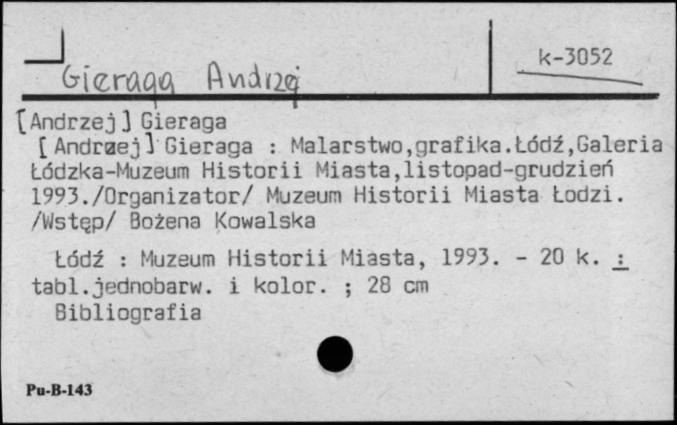 k-3052
Gieraga Andrzej
[Andrzej] Gieraga
[Andrzej] Gieraga : Malarstwo,grafika.Łódź,Galeria
Łódzka-Muzeum Historii Miasta,listopad-grudzień
1993./Organizator/ Muzeum Historii Miasta Łodzi.
/Wstęp/ Bożena Kowalska
Łódź : Muzeum Historii Miasta, 1993. - 20 k. :
tabl.jednobarw. i kolor. ; 28 cm
Bibliografia
Pu-B-143